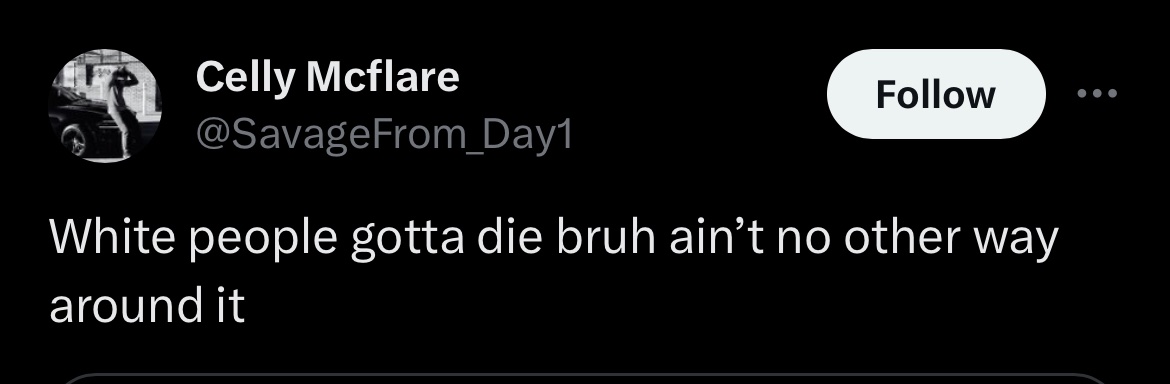 Celly Mcflare
Follow
@SavageFrom_Day1
White people gotta die bruh ain’t no other way
around it